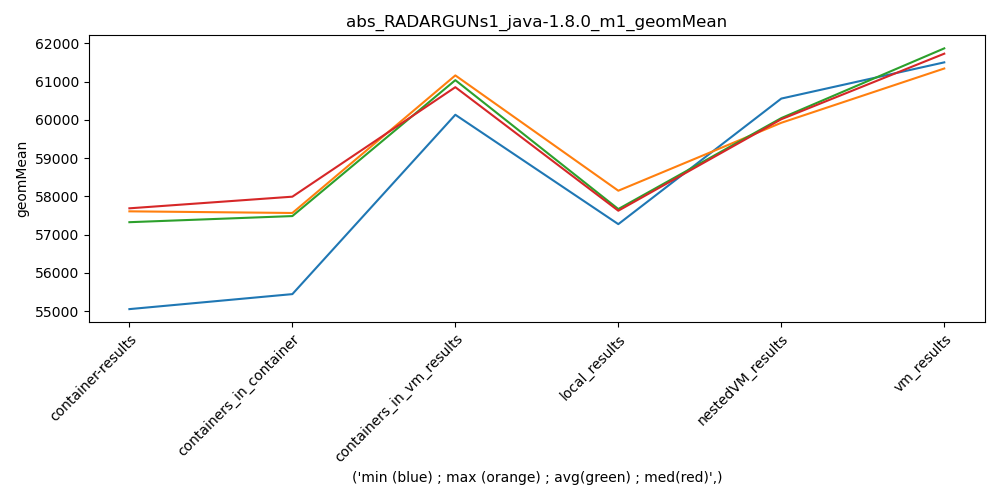 abs_RADARGUNs1_java-1.8.0_m1_geomMean
62000
61000
60000
59000
58000
57000
56000
55000
geomMean
container-results
containers_in_container
containers_in_vm_results
local_results
nestedVM_results
vm_results
('min (blue) ; max (orange) ; avg(green) ; med(red)',)